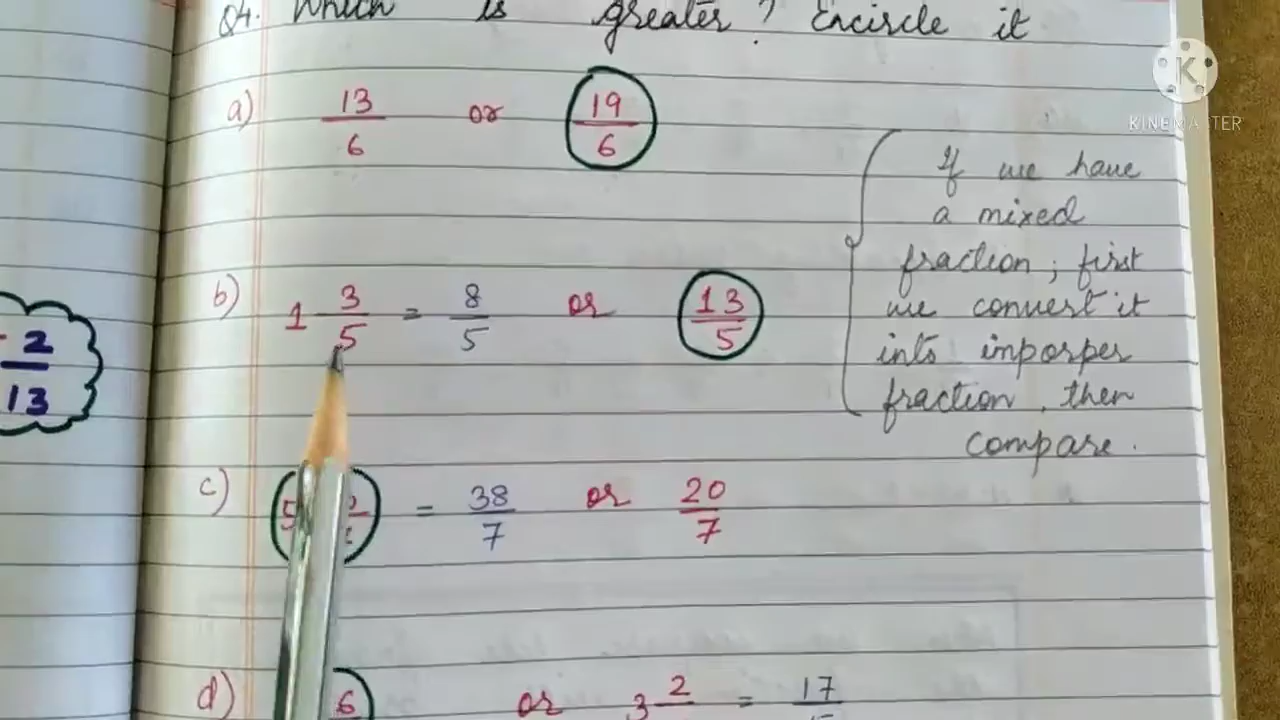 Q4. Which is greater? Encircle it
a) 13/6 or 19/6
b) 1 3/5 = 8/5 or 13/5
c) 5 = 38/7 or 20/7
d) 6 or 3 2 = 17
If we have
a mixed
fraction; first
we convert it
into imporper
fraction, then
compare.
2
13
KINEMASTER